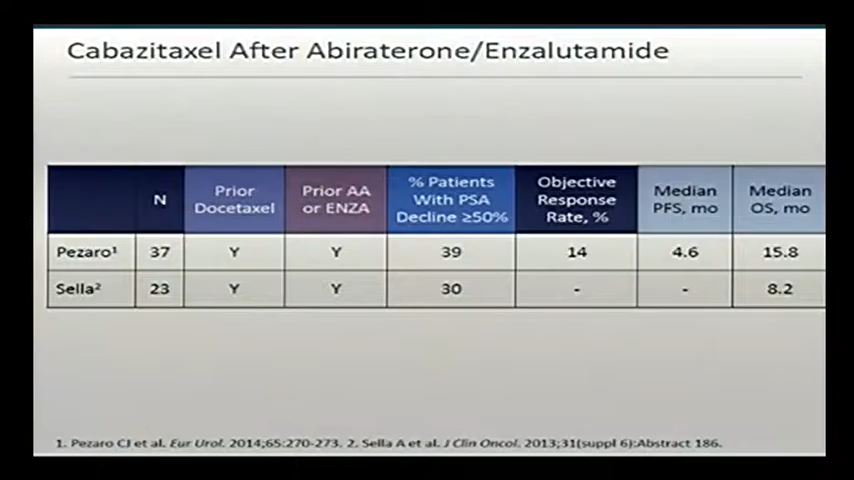 Cabazitaxel After Abiraterone/Enzalutamide
N
Prior Docetaxel
Prior AA or ENZA
% Patients With PSA Decline ≥50%
Objective Response Rate, %
Median PFS, mo
Median OS, mo
Pezaro¹ 37 Y Y 39 14 4.6 15.8
Sella² 23 Y Y 30 - - 8.2
1. Pezaro CJ et al. Eur Urol. 2014;65:270-273. 2. Sella A et al. J Clin Oncol. 2013;31(suppl 6):Abstract 186.